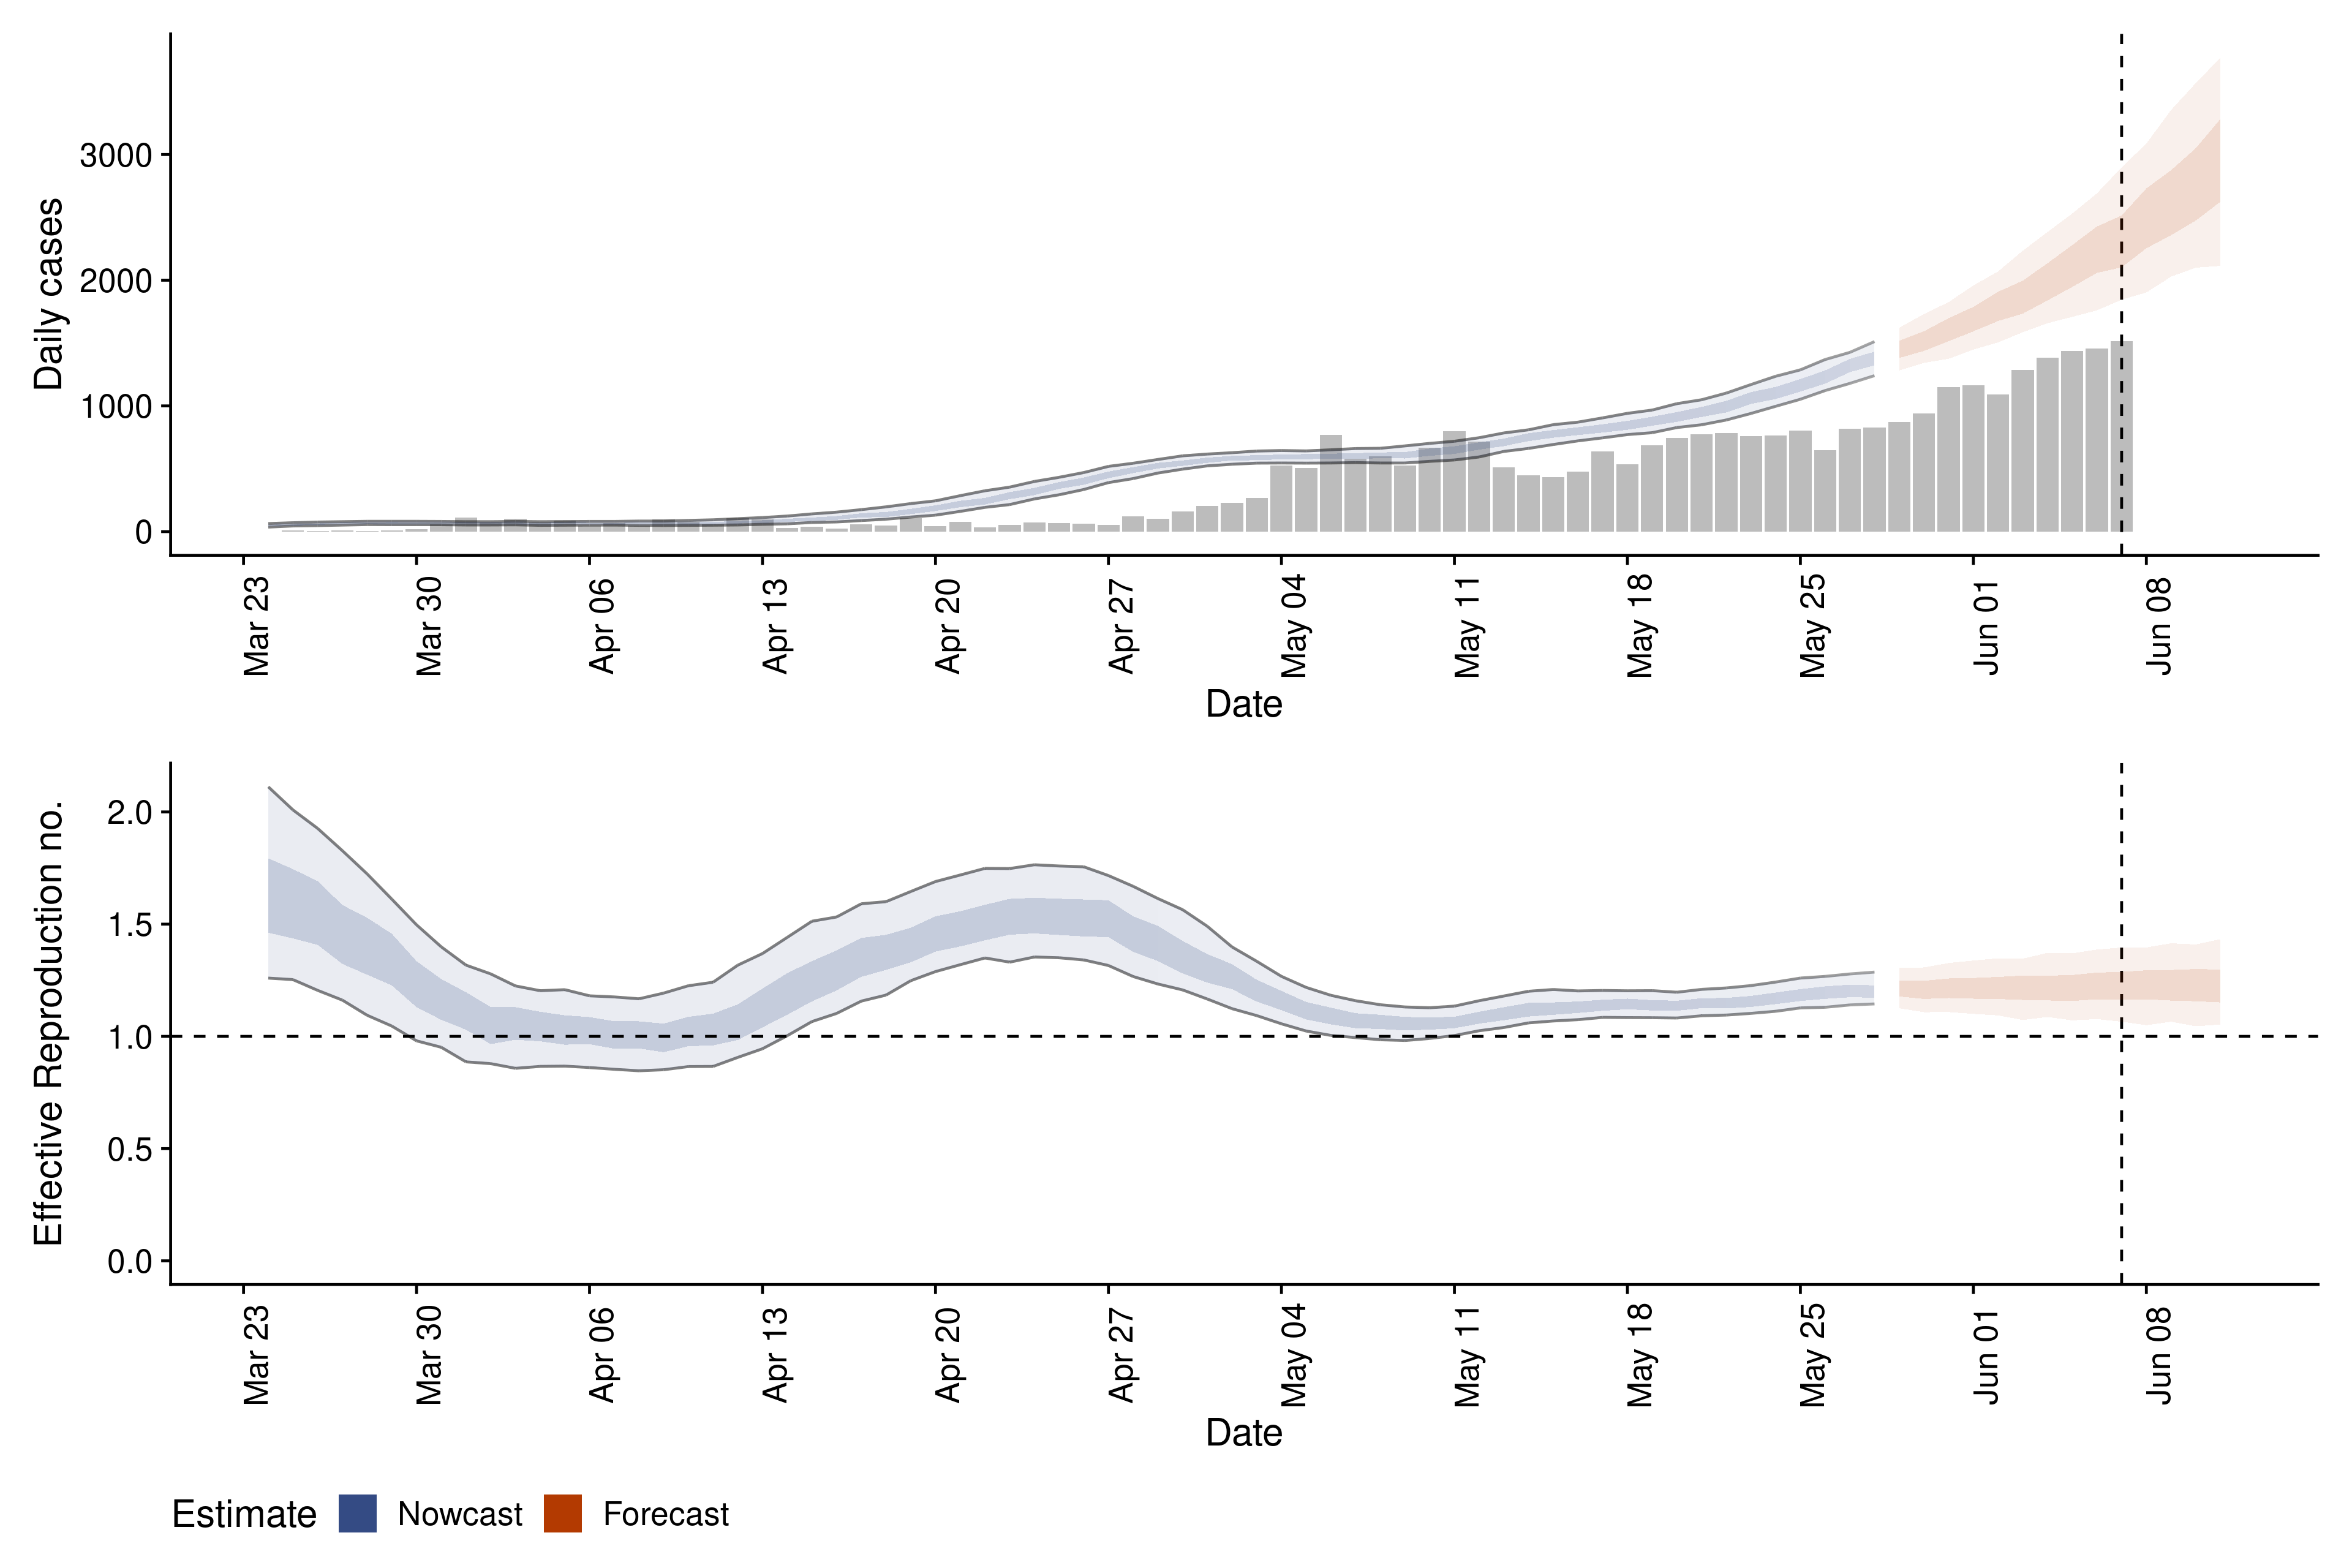 Daily cases
3000
2000
1000
0
Mar 23
Mar 30
Apr 06
Apr 13
Apr 20
Apr 27
May 04
May 11
May 18
May 25
Jun 01
Jun 08
Date
Effective Reproduction no.
2.0
1.5
1.0
0.5
0.0
Mar 23
Mar 30
Apr 06
Apr 13
Apr 20
Apr 27
May 04
May 11
May 18
May 25
Jun 01
Jun 08
Date
Estimate Nowcast Forecast